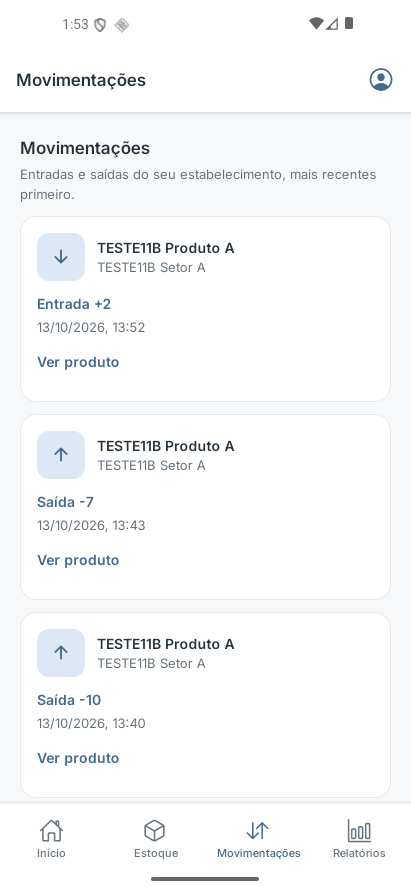 1:53
Movimentações
Movimentações
Entradas e saídas do seu estabelecimento, mais recentes
primeiro.
TESTE11B Produto A
TESTE11B Setor A
Entrada +2
13/10/2026, 13:52
Ver produto
TESTE11B Produto A
TESTE11B Setor A
Saída -7
13/10/2026, 13:43
Ver produto
TESTE11B Produto A
TESTE11B Setor A
Saída -10
13/10/2026, 13:40
Ver produto
Início
Estoque
Movimentações
Relatórios